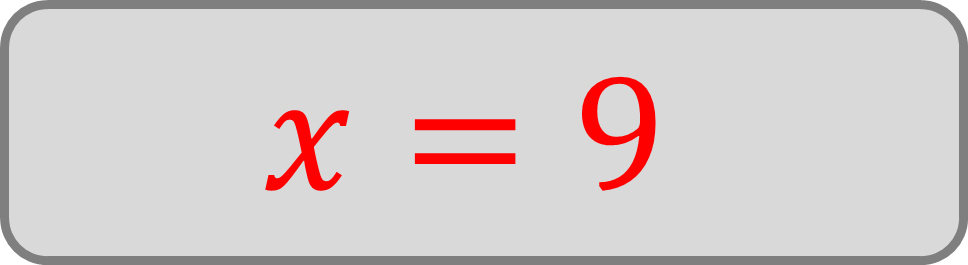 x = 9